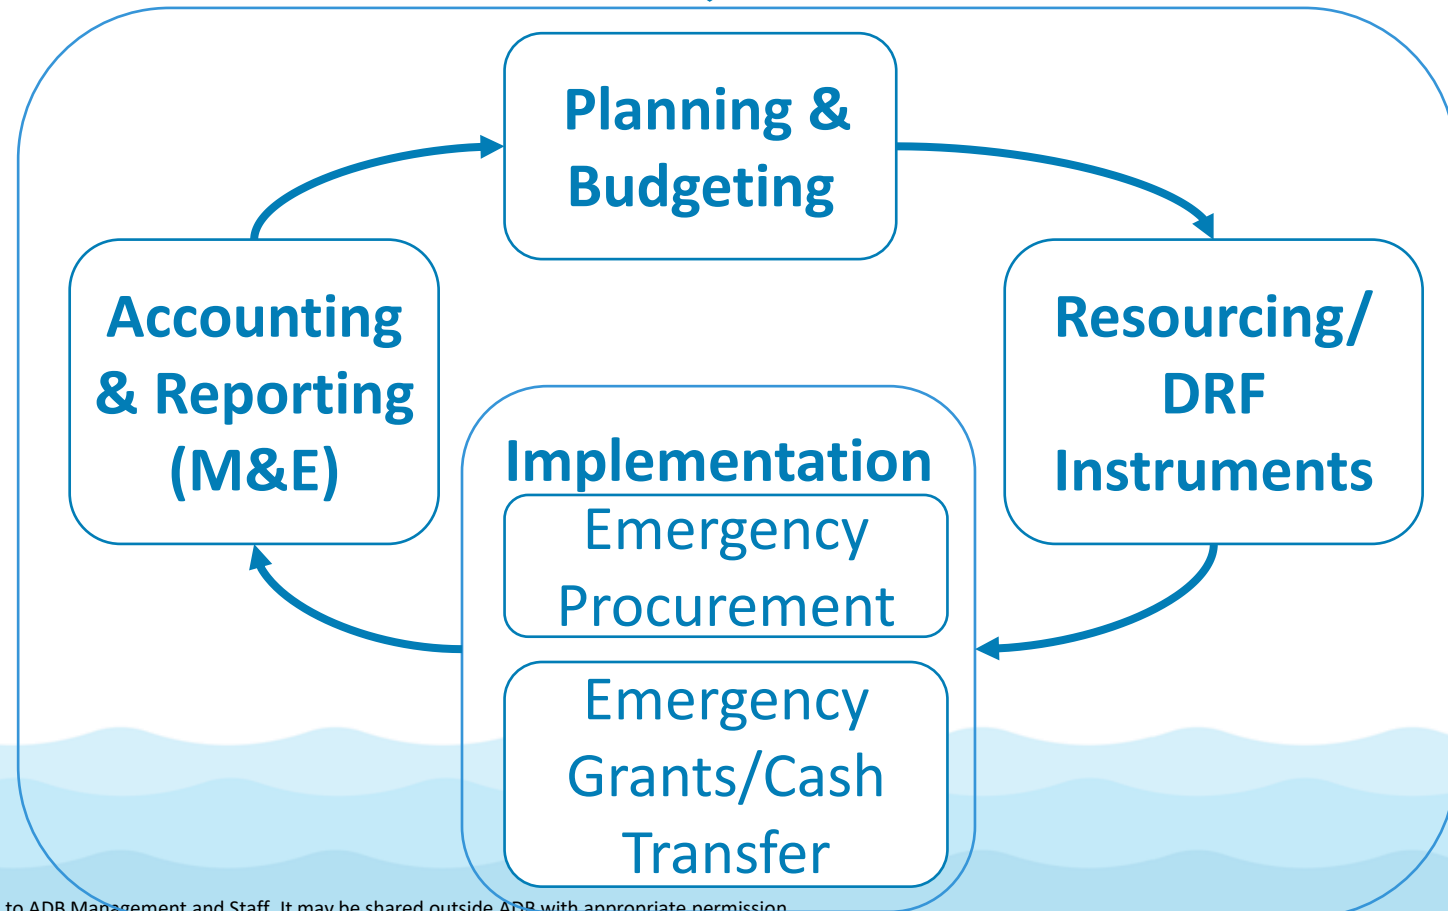 Planning &
Budgeting
Resourcing/
DRF
Instruments
Implementation
Emergency
Procurement
Emergency
Grants/Cash
Transfer
Accounting
& Reporting
(M&E)
to ADB Management and Staff. It may be shared outside ADB with appropriate permission